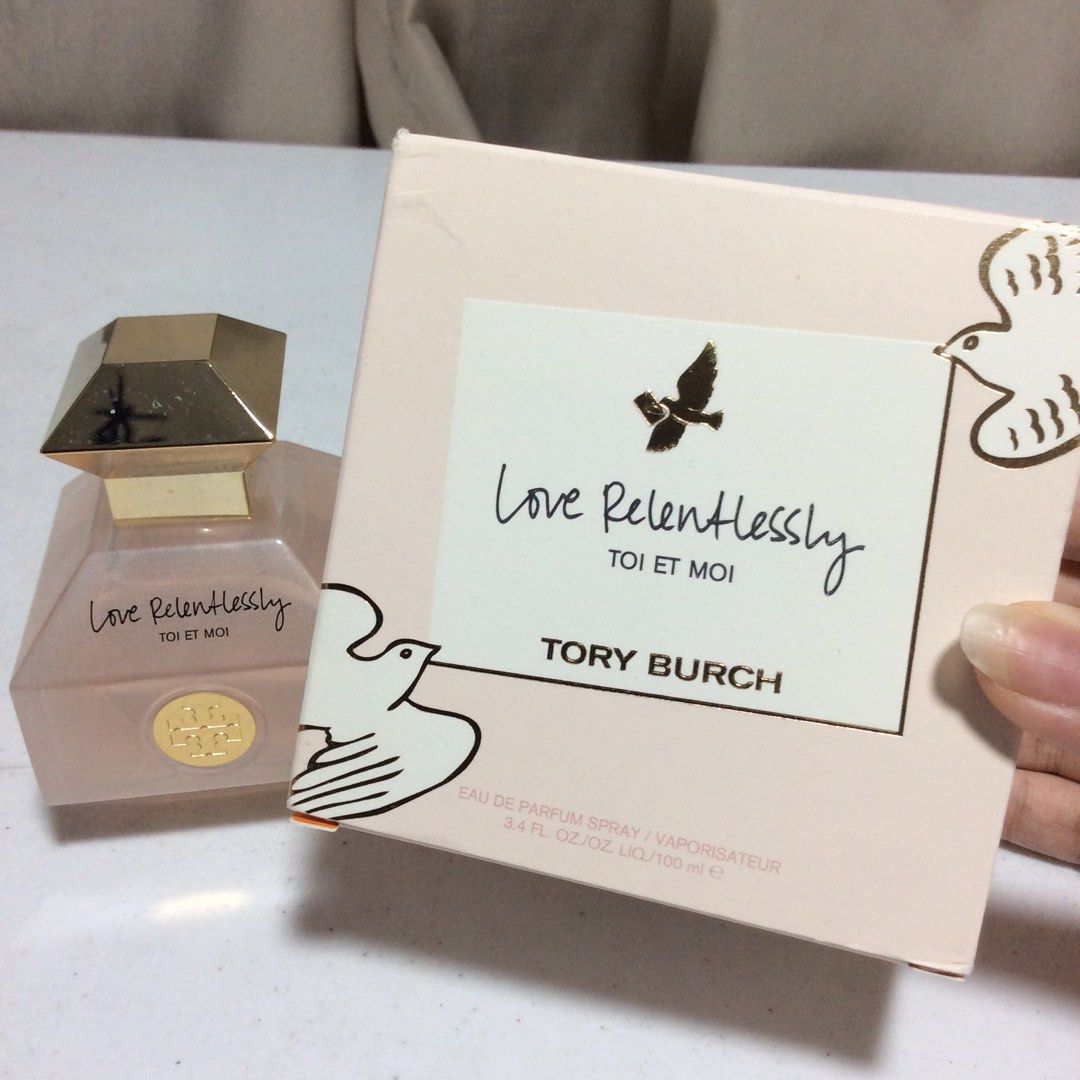 Love Relentlessly
TOI ET MOI
Love Relentlessly
TOI ET MOI
TORY BURCH
EAU DE PARFUM SPRAY / VAPORISATEUR
3.4 FL. OZ./OZ. LIQ./100 ml ℮